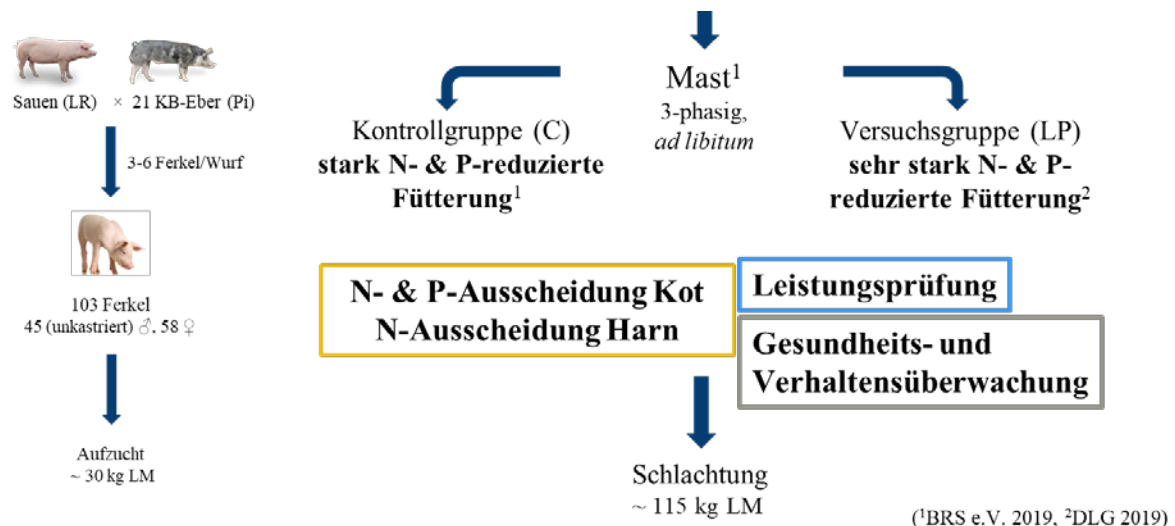 Sauen (LR) × 21 KB-Eber (Pi)
3-6 Ferkel/Wurf
103 Ferkel
45 (unkastriert) ♂, 58 ♀
Aufzucht
~ 30 kg LM
Mast¹
3-phasig,
ad libitum
Kontrollgruppe (C)
stark N- & P-reduzierte
Fütterung¹
Versuchsgruppe (LP)
sehr stark N- & P-
reduzierte Fütterung²
N- & P-Ausscheidung Kot
N-Ausscheidung Harn
Leistungsprüfung
Gesundheits- und
Verhaltensüberwachung
Schlachtung
~ 115 kg LM
(¹BRS e.V. 2019, ²DLG 2019)